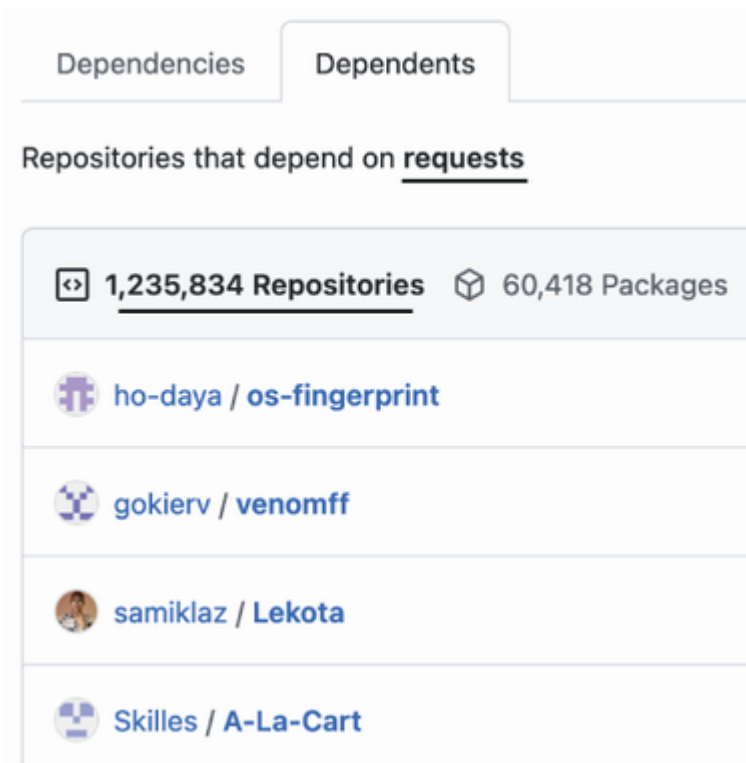 Dependencies Dependents
Repositories that depend on requests
1,235,834 Repositories 60,418 Packages
ho-daya / os-fingerprint
gokierv / venomff
samiklaz / Lekota
Skilles / A-La-Cart